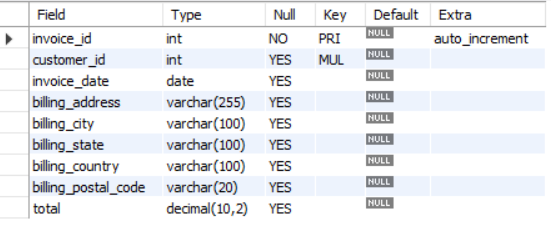 Field Type Null Key Default Extra
invoice_id int NO PRI NULL auto_increment
customer_id int YES MUL NULL
invoice_date date YES NULL
billing_address varchar(255) YES NULL
billing_city varchar(100) YES NULL
billing_state varchar(100) YES NULL
billing_country varchar(100) YES NULL
billing_postal_code varchar(20) YES NULL
total decimal(10,2) YES NULL